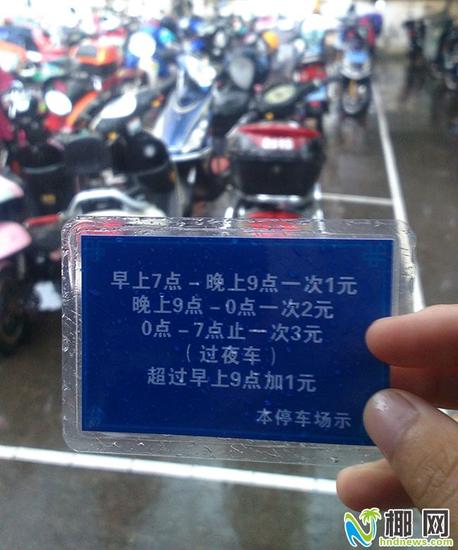 早上7点→晚上9点一次1元
晚上9点-0点一次2元
0点-7点止一次3元
（过夜车）
超过早上9点加1元
本停车场示
椰网
hndnews.com